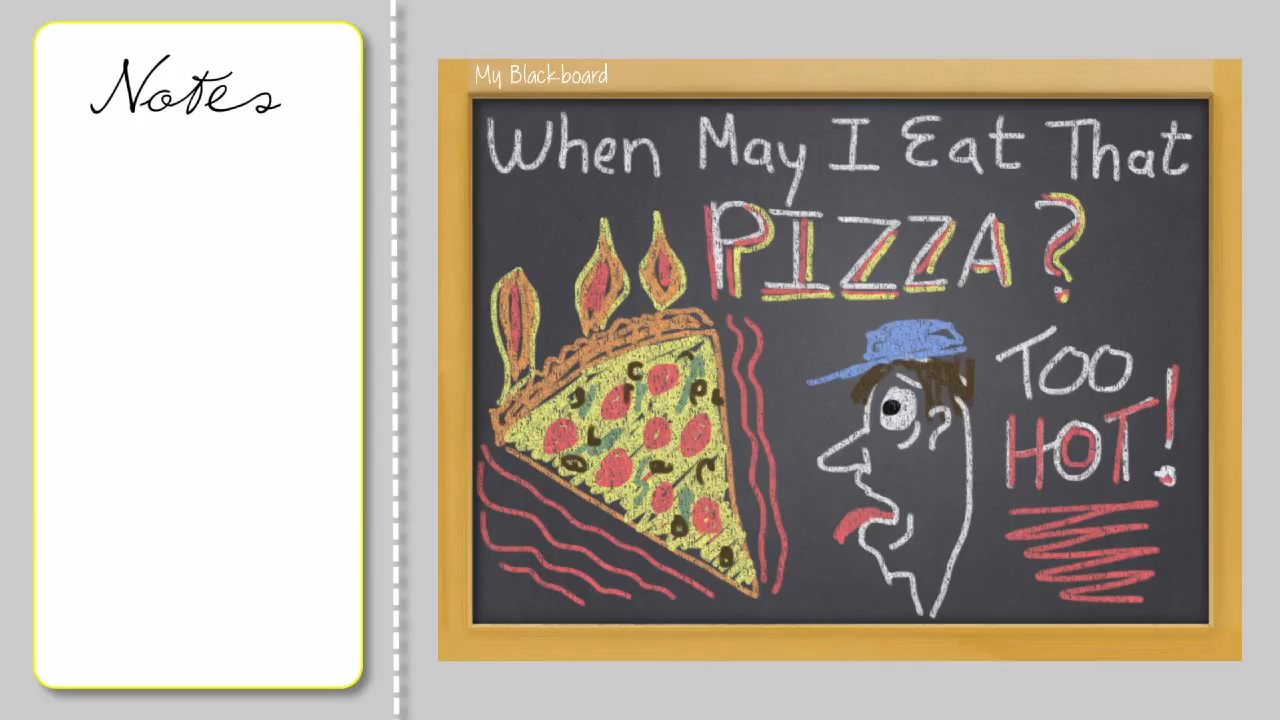 Notes
My Blackboard
When May I Eat That
PIZZA?
TOO
HOT!